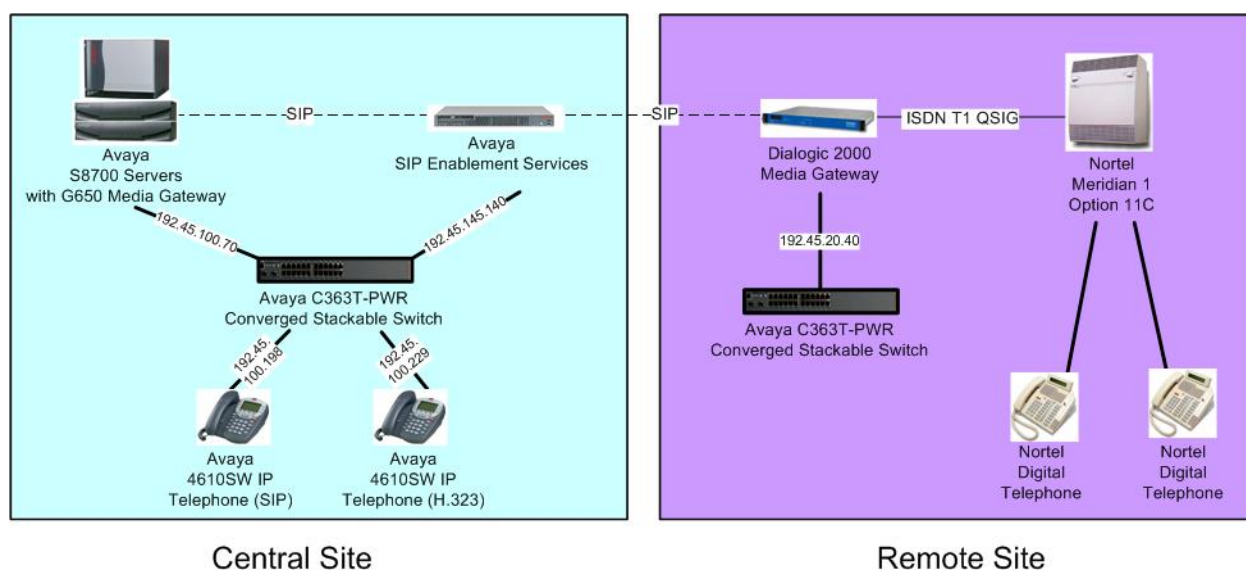 SIP
SIP
ISDN T1 QSIG
Avaya
S8700 Servers
with G650 Media Gateway
Avaya
SIP Enablement Services
Dialogic 2000
Media Gateway
Nortel
Meridian 1
Option 11C
192.45.100.70
192.45.145.140
192.45.20.40
Avaya C363T-PWR
Converged Stackable Switch
Avaya C363T-PWR
Converged Stackable Switch
192.45.
100.198
192.45.
100.229
Avaya
4610SW IP
Telephone (SIP)
Avaya
4610SW IP
Telephone (H.323)
Nortel
Digital
Telephone
Nortel
Digital
Telephone
Central Site
Remote Site